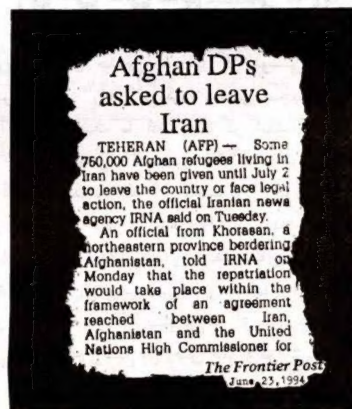 Afghan DPs
asked to leave
Iran
TEHERAN (AFP) — Some
750,000 Afghan refugees living in
Iran have been given until July 2
to leave the country or face legal
action, the official Iranian news
agency IRNA said on Tuesday.
An official from Khorasan, a
northeastern province bordering
Afghanistan, told IRNA on
Monday that the repatriation
would take place within the
framework of an agreement
reached between Iran,
Afghanistan and the United
Nations High Commissioner for
The Frontier Post
June 23, 1994